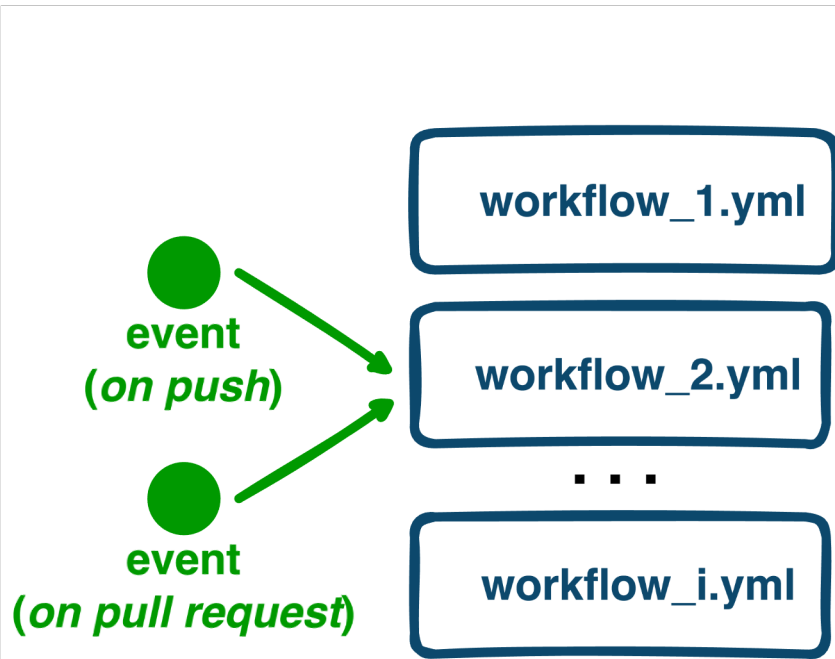 workflow_1.yml
event
(on push)
workflow_2.yml
. . .
event
(on pull request)
workflow_i.yml